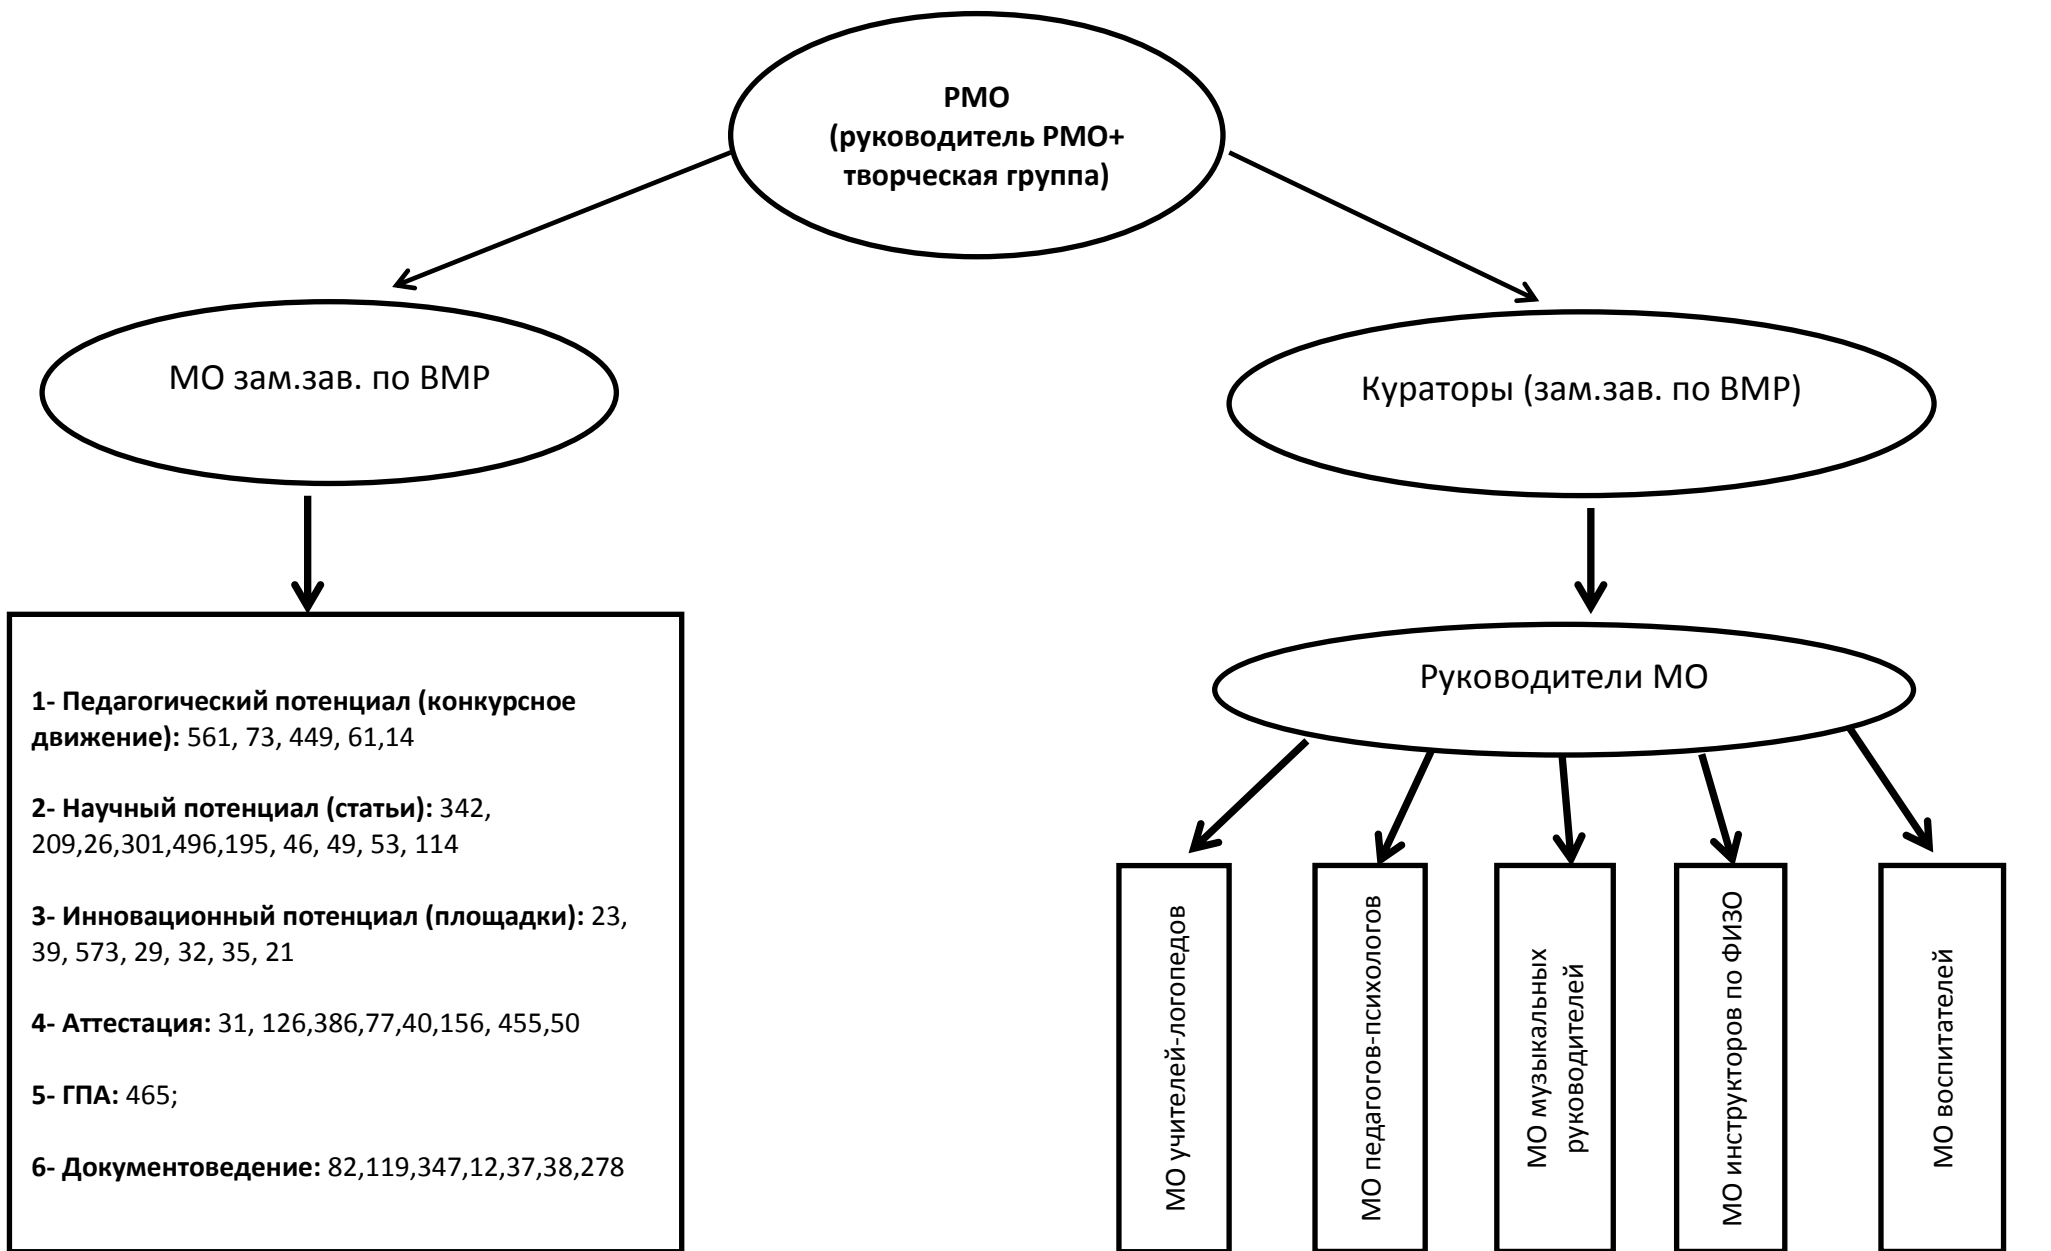 РМО
(руководитель РМО+
творческая группа)
МО зам.зав. по ВМР
Кураторы (зам.зав. по ВМР)
Руководители МО
1- Педагогический потенциал (конкурсное
движение): 561, 73, 449, 61,14
2- Научный потенциал (статьи): 342,
209,26,301,496,195, 46, 49, 53, 114
3- Инновационный потенциал (площадки): 23,
39, 573, 29, 32, 35, 21
4- Аттестация: 31, 126,386,77,40,156, 455,50
5- ГПА: 465;
6- Документоведение: 82,119,347,12,37,38,278
МО учителей-логопедов
МО педагогов-психологов
МО музыкальных
руководителей
МО инструкторов по ФИЗО
МО воспитателей